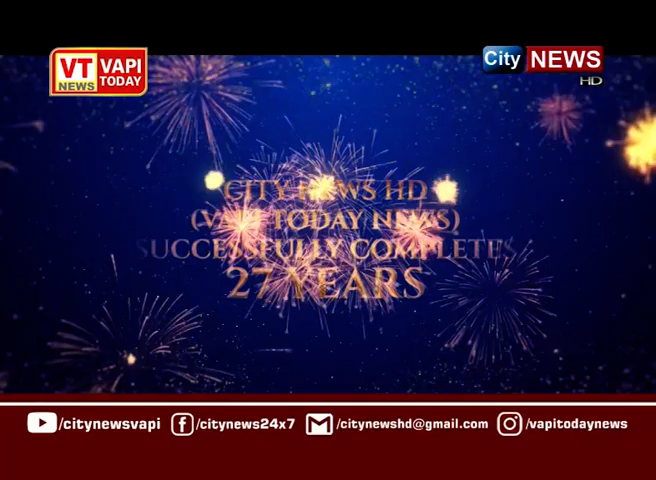 VT NEWS VAPI TODAY
City NEWS HD
CITY NEWS HD
(VAPI TODAY NEWS)
SUCCESSFULLY COMPLETES
27 YEARS
/citynewsvapi /citynews24x7 /citynewshd@gmail.com /vapitodaynews